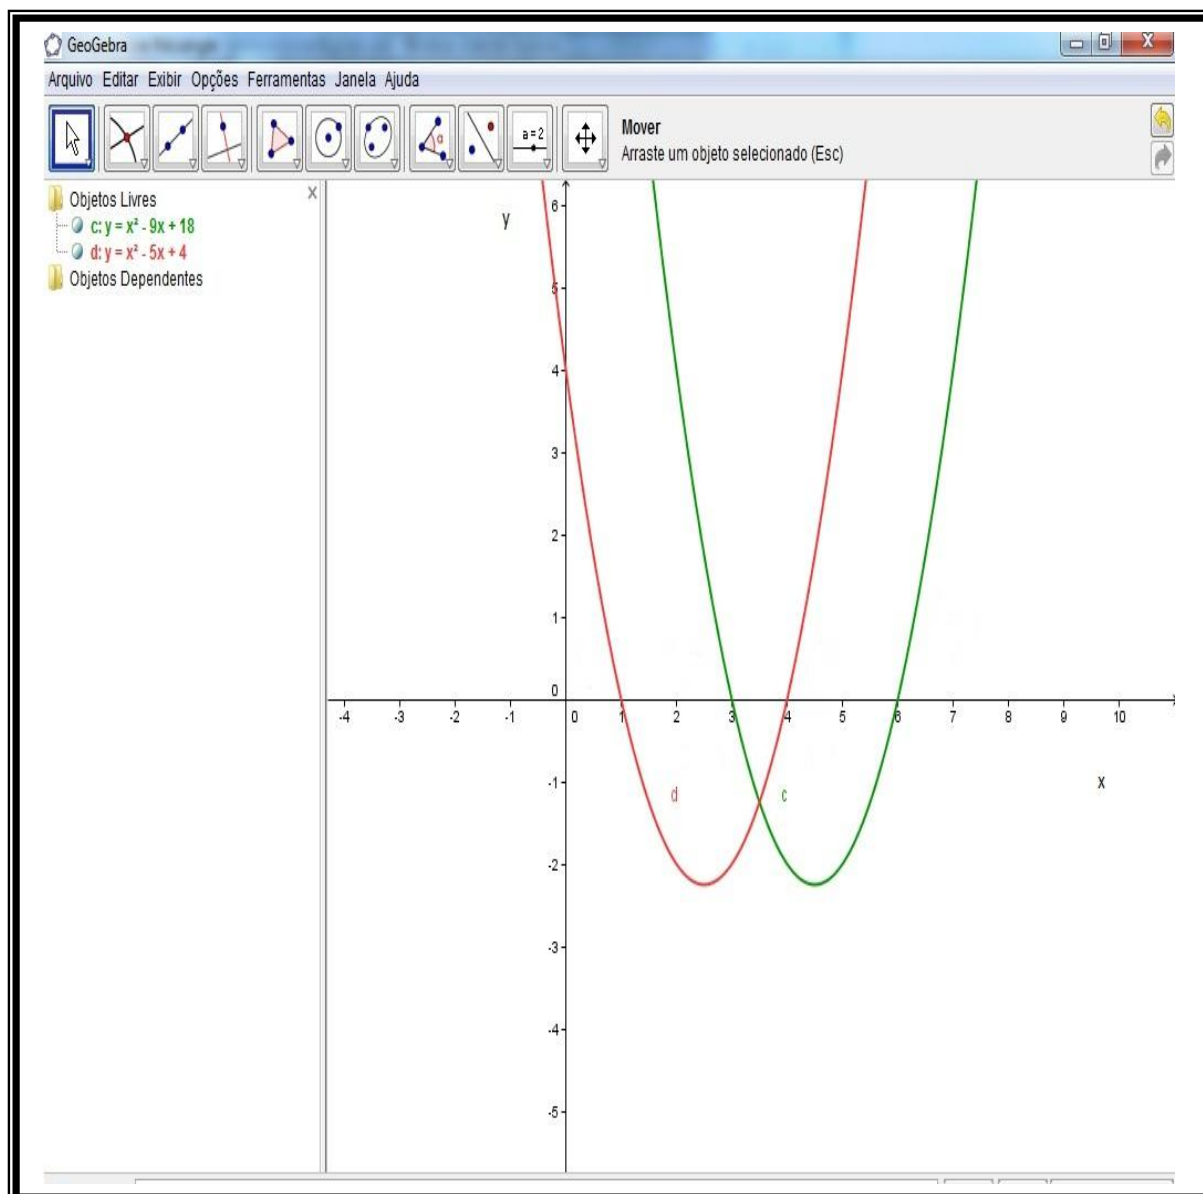 GeoGebra
Arquivo Editar Exibir Opções Ferramentas Janela Ajuda
a = 2
α
Mover
Arraste um objeto selecionado (Esc)
Objetos Livres
c: y = x² - 9x + 18
d: y = x² - 5x + 4
Objetos Dependentes
y
6
5
4
3
2
1
0
-4 -3 -2 -1 0 1 2 3 4 5 6 7 8 9 10
-1
d c x
-2
-3
-4
-5